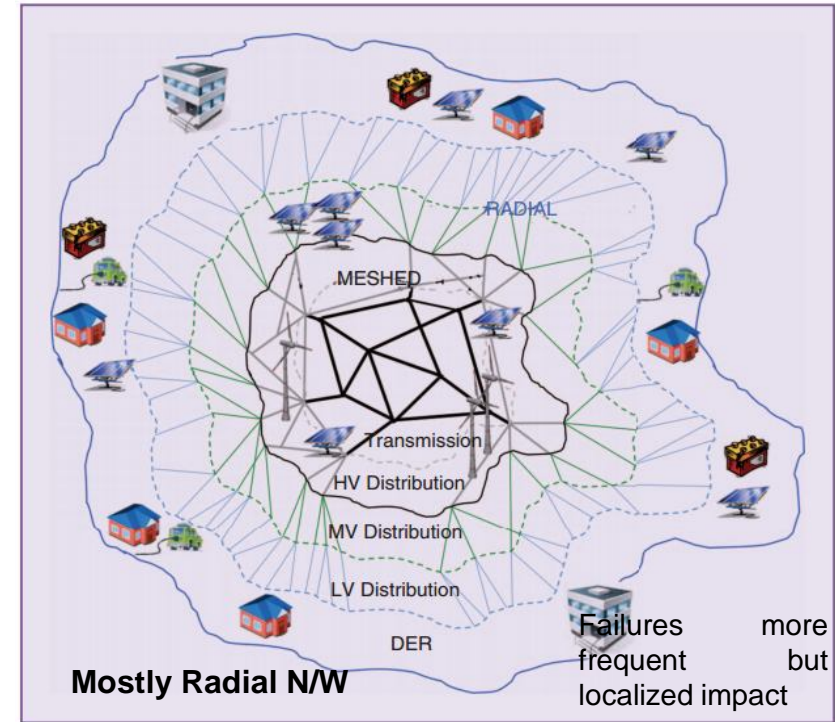 RADIAL
MESHED
Transmission
HV Distribution
MV Distribution
LV Distribution
DER
Failures more
frequent but
localized impact
Mostly Radial N/W